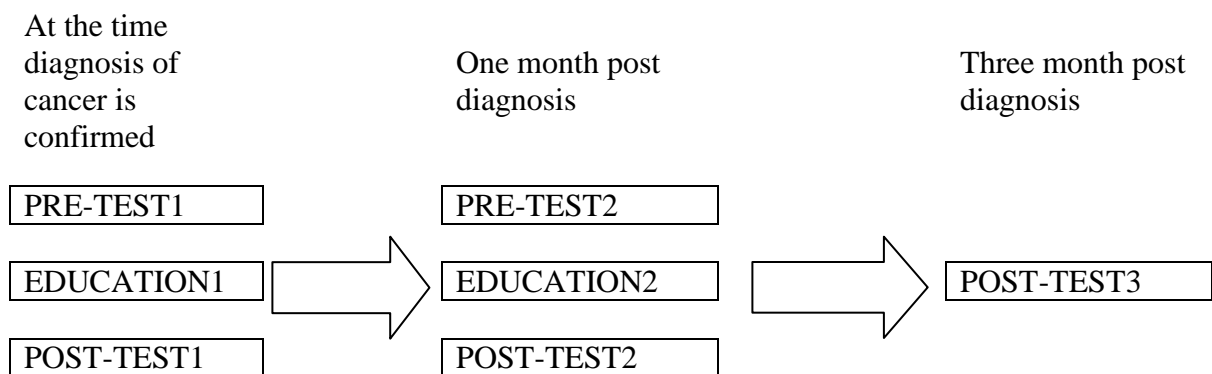 At the time
diagnosis of
cancer is
confirmed
One month post
diagnosis
Three month post
diagnosis
PRE-TEST1
PRE-TEST2
EDUCATION1
EDUCATION2
POST-TEST3
POST-TEST1
POST-TEST2